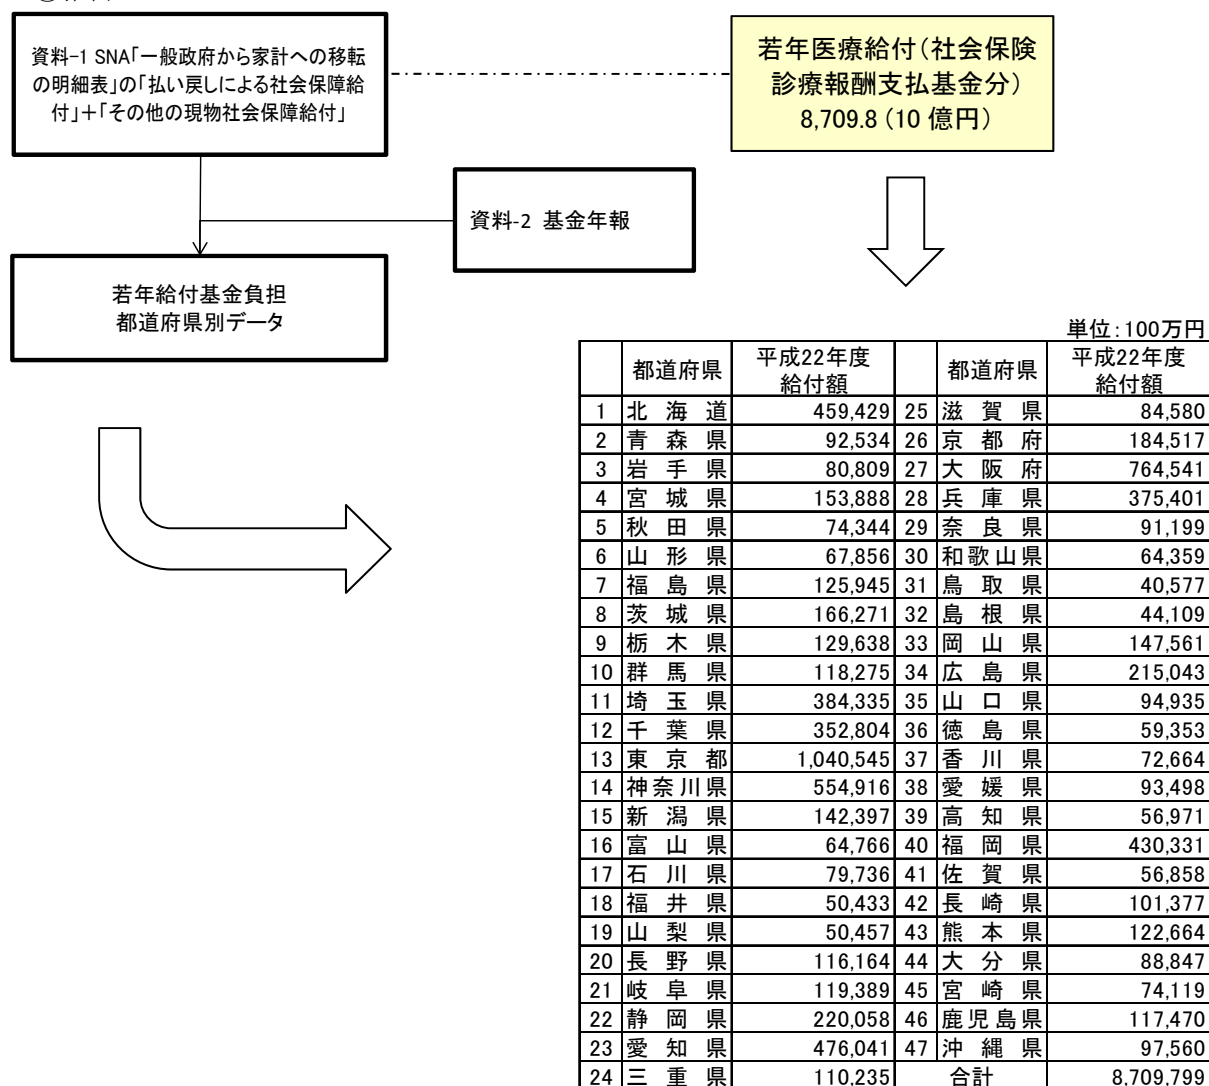 資料-1 SNA「一般政府から家計への移転
の明細表」の「払い戻しによる社会保障給
付」+「その他の現物社会保障給付」
若年医療給付(社会保険
診療報酬支払基金分)
8,709.8(10 億円)
資料-2 基金年報
若年給付基金負担
都道府県別データ
単位:100万円
都道府県 平成22年度 給付額 都道府県 平成22年度 給付額
1 北海道 459,429 25 滋賀県 84,580
2 青森県 92,534 26 京都府 184,517
3 岩手県 80,809 27 大阪府 764,541
4 宮城県 153,888 28 兵庫県 375,401
5 秋田県 74,344 29 奈良県 91,199
6 山形県 67,856 30 和歌山県 64,359
7 福島県 125,945 31 鳥取県 40,577
8 茨城県 166,271 32 島根県 44,109
9 栃木県 129,638 33 岡山県 147,561
10 群馬県 118,275 34 広島県 215,043
11 埼玉県 384,335 35 山口県 94,935
12 千葉県 352,804 36 徳島県 59,353
13 東京都 1,040,545 37 香川県 72,664
14 神奈川県 554,916 38 愛媛県 93,498
15 新潟県 142,397 39 高知県 56,971
16 富山県 64,766 40 福岡県 430,331
17 石川県 79,736 41 佐賀県 56,858
18 福井県 50,433 42 長崎県 101,377
19 山梨県 50,457 43 熊本県 122,664
20 長野県 116,164 44 大分県 88,847
21 岐阜県 119,389 45 宮崎県 74,119
22 静岡県 220,058 46 鹿児島県 117,470
23 愛知県 476,041 47 沖縄県 97,560
24 三重県 110,235 合計 8,709,799